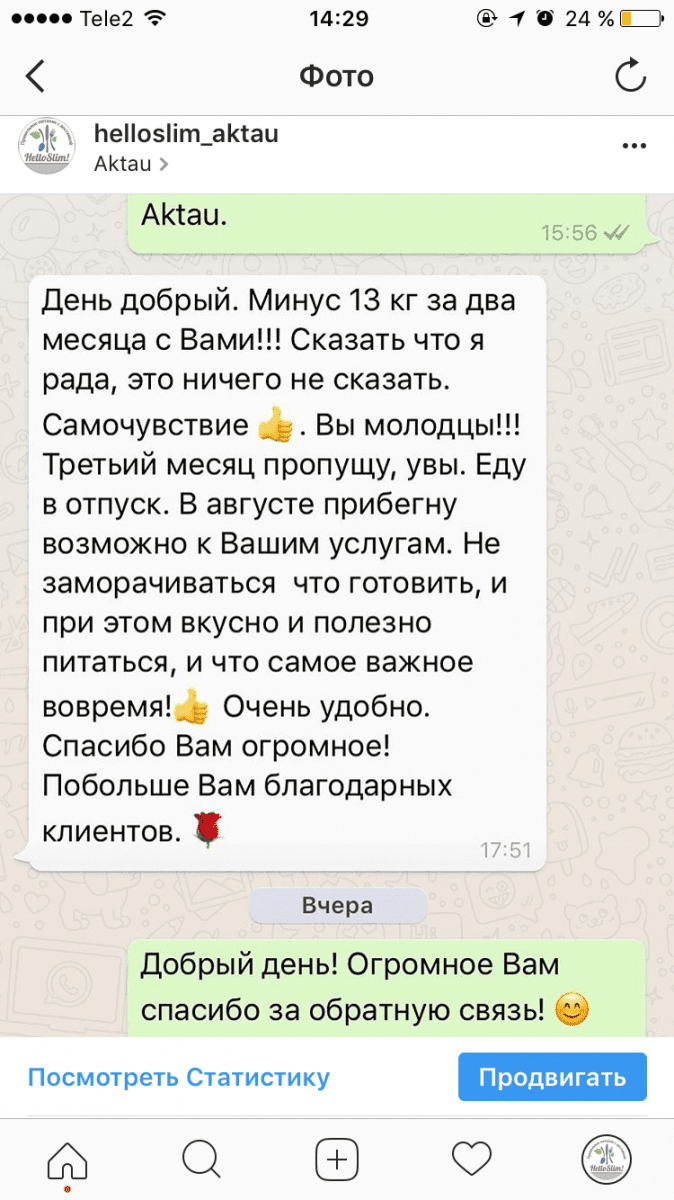 Tele2 14:29 24 %
Фото
helloslim_aktau
Aktau
HelloSlim!
Aktau.
15:56
День добрый. Минус 13 кг за два
месяца с Вами!!! Сказать что я
рада, это ничего не сказать.
Самочувствие 👍. Вы молодцы!!!
Третьий месяц пропущу, увы. Еду
в отпуск. В августе прибегну
возможно к Вашим услугам. Не
заморачиваться что готовить, и
при этом вкусно и полезно
питаться, и что самое важное
вовремя!👍 Очень удобно.
Спасибо Вам огромное!
Побольше Вам благодарных
клиентов. 🌹
17:51
Вчера
Добрый день! Огромное Вам
спасибо за обратную связь! 😊
Посмотреть Статистику
Продвигать
HelloSlim!